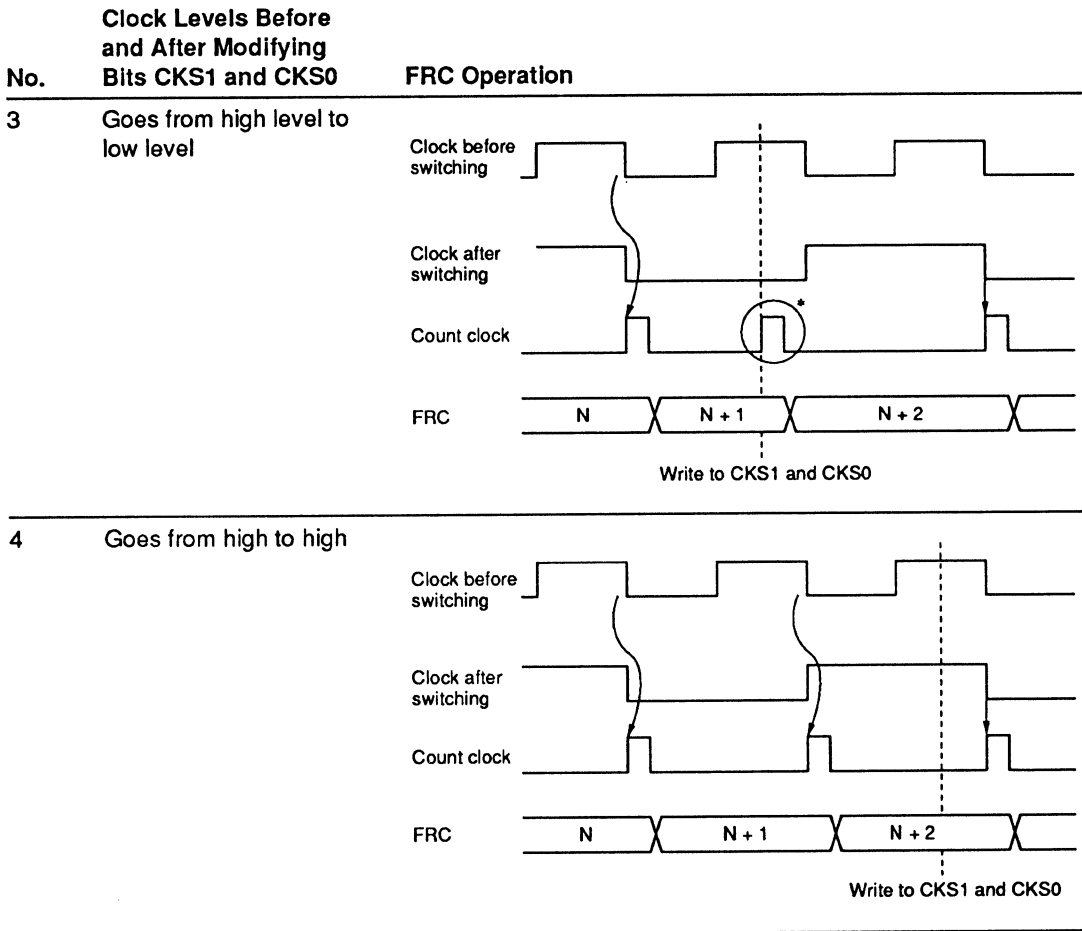 Clock Levels Before
and After Modifying
No. Bits CKS1 and CKS0 FRC Operation
3 Goes from high level to
low level
Clock before
switching
Clock after
switching
*
Count clock
FRC N N + 1 N + 2
Write to CKS1 and CKS0
4 Goes from high to high
Clock before
switching
Clock after
switching
Count clock
FRC N N + 1 N + 2
Write to CKS1 and CKS0